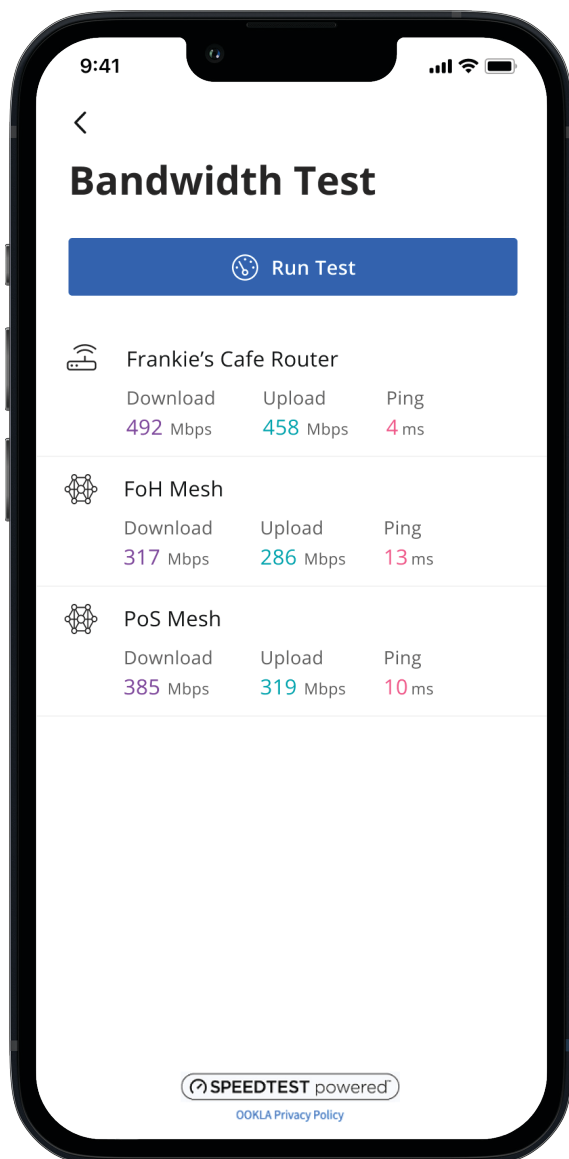 9:41
Bandwidth Test
Run Test
Frankie’s Cafe Router
Download Upload Ping
492 Mbps 458 Mbps 4 ms
FoH Mesh
Download Upload Ping
317 Mbps 286 Mbps 13 ms
PoS Mesh
Download Upload Ping
385 Mbps 319 Mbps 10 ms
SPEEDTEST powered™
OOKLA Privacy Policy